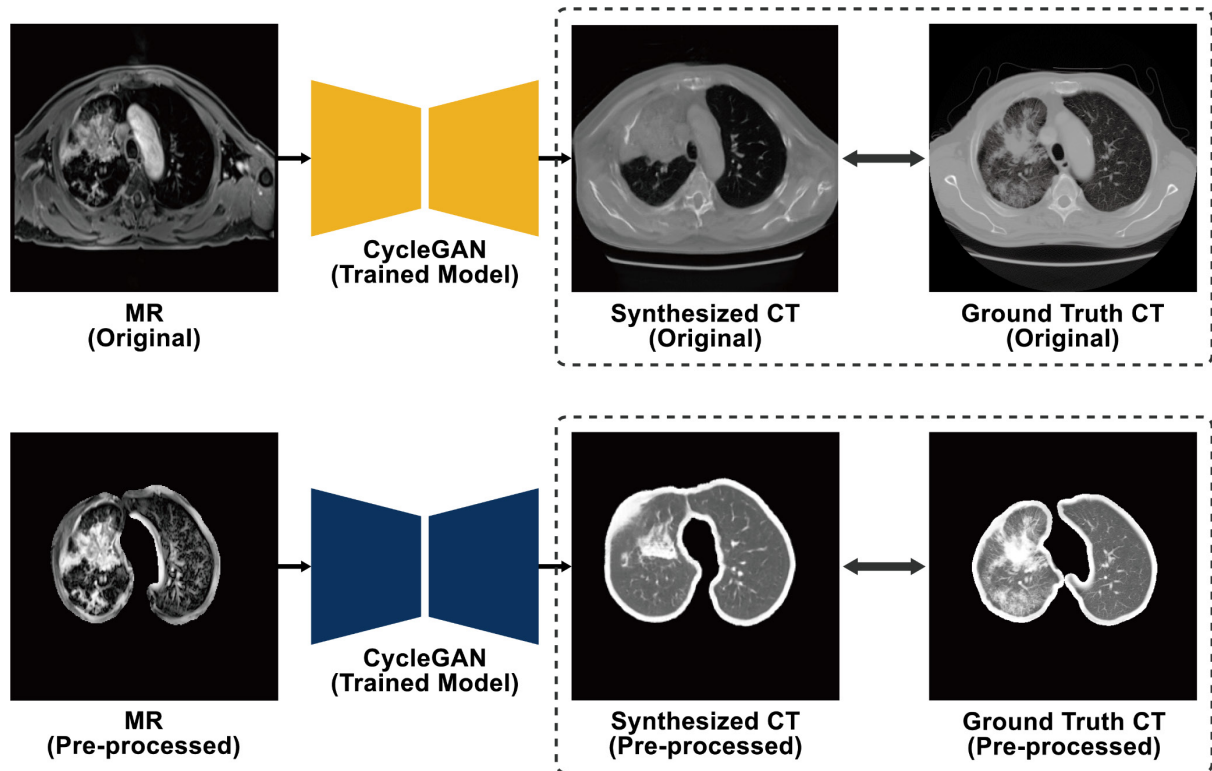 CycleGAN
(Trained Model)
MR
(Original)
Synthesized CT
(Original)
Ground Truth CT
(Original)
CycleGAN
(Trained Model)
MR
(Pre-processed)
Synthesized CT
(Pre-processed)
Ground Truth CT
(Pre-processed)